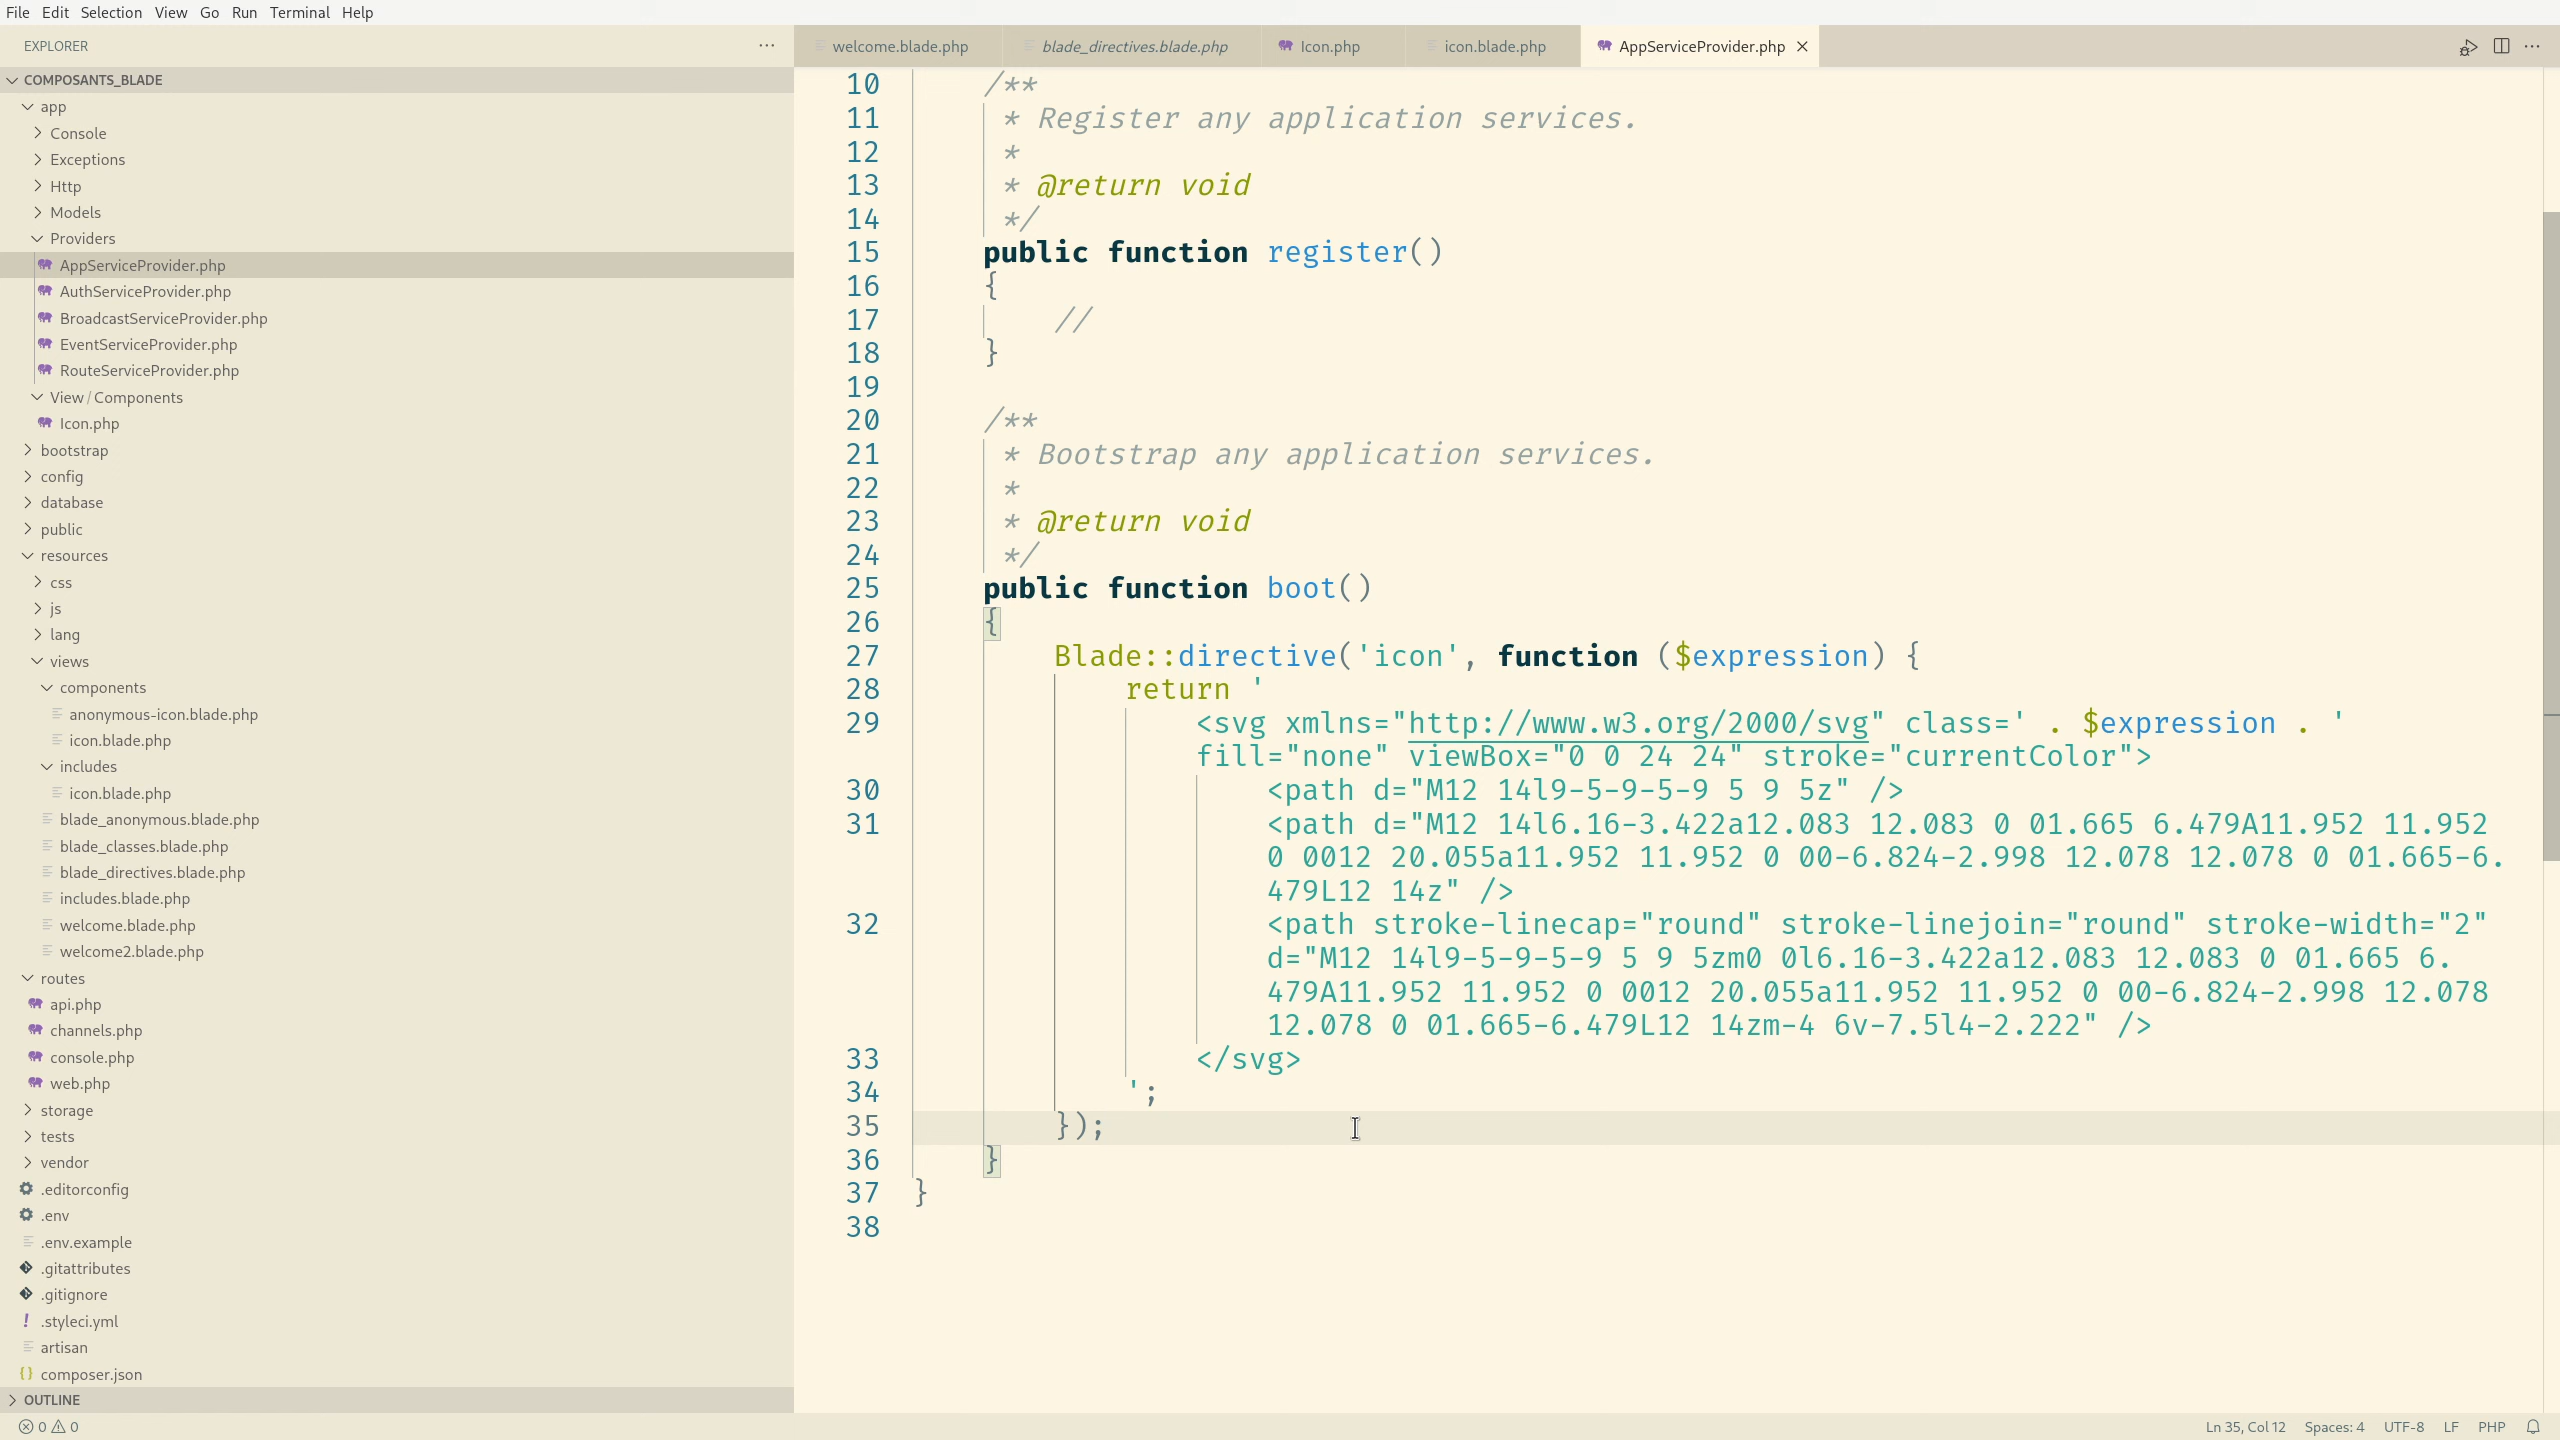 File Edit Selection View Go Run Terminal Help
EXPLORER
COMPOSANTS_BLADE
app
Console
Exceptions
Http
Models
Providers
AppServiceProvider.php
AuthServiceProvider.php
BroadcastServiceProvider.php
EventServiceProvider.php
RouteServiceProvider.php
View / Components
Icon.php
bootstrap
config
database
public
resources
css
js
lang
views
components
anonymous-icon.blade.php
icon.blade.php
includes
icon.blade.php
blade_anonymous.blade.php
blade_classes.blade.php
blade_directives.blade.php
includes.blade.php
welcome.blade.php
welcome2.blade.php
routes
api.php
channels.php
console.php
web.php
storage
tests
vendor
.editorconfig
.env
.env.example
.gitattributes
.gitignore
.styleci.yml
artisan
composer.json
OUTLINE
welcome.blade.php blade_directives.blade.php Icon.php icon.blade.php AppServiceProvider.php
10 /**
11 * Register any application services.
12 *
13 * @return void
14 */
15 public function register()
16 {
17 //
18 }
19
20 /**
21 * Bootstrap any application services.
22 *
23 * @return void
24 */
25 public function boot()
26 {
27 Blade::directive('icon', function ($expression) {
28 return '
29 <svg xmlns="http://www.w3.org/2000/svg" class=' . $expression . '
fill="none" viewBox="0 0 24 24" stroke="currentColor">
30 <path d="M12 14l9-5-9-5-9 5 9 5z" />
31 <path d="M12 14l6.16-3.422a12.083 12.083 0 01.665 6.479A11.952 11.952
0 0012 20.055a11.952 11.952 0 00-6.824-2.998 12.078 12.078 0 01.665-6.
479L12 14z" />
32 <path stroke-linecap="round" stroke-linejoin="round" stroke-width="2"
d="M12 14l9-5-9-5-9 5 9 5zm0 0l6.16-3.422a12.083 12.083 0 01.665 6.
479A11.952 11.952 0 0012 20.055a11.952 11.952 0 00-6.824-2.998 12.078
12.078 0 01.665-6.479L12 14zm-4 6v-7.5l4-2.222" />
33 </svg>
34 ';
35 });
36 }
37 }
38
0 0
Ln 35, Col 12 Spaces: 4 UTF-8 LF PHP